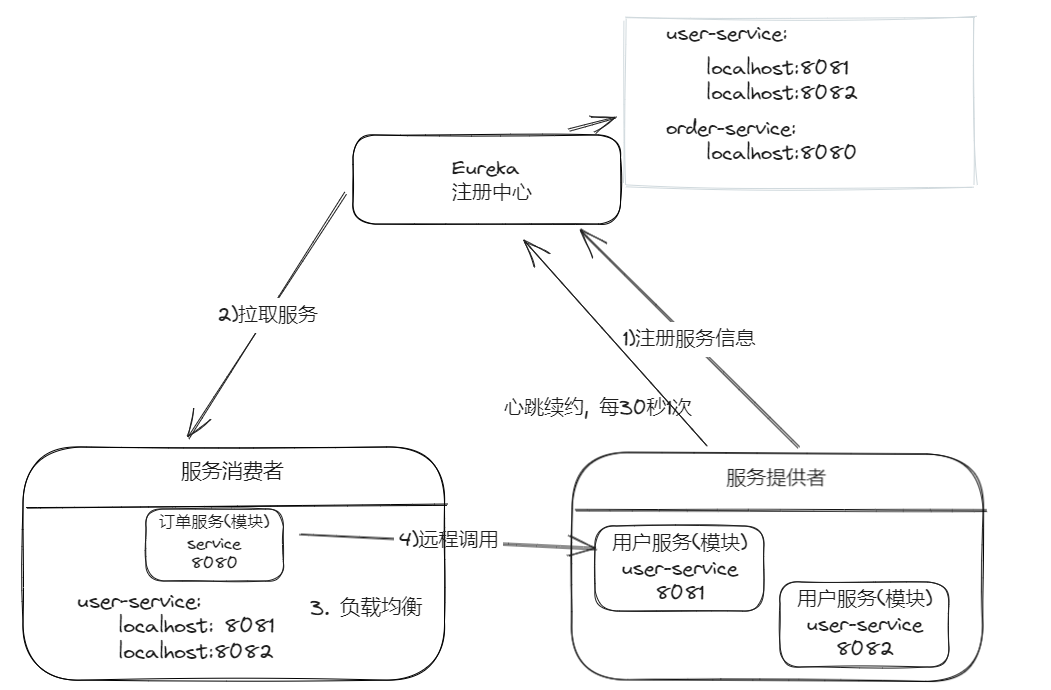 user-service:
localhost:8081
localhost:8082
order-service:
localhost:8080
Eureka
注册中心
2)拉取服务
1)注册服务信息
心跳续约, 每30秒1次
服务消费者
订单服务(模块)
service
8080
user-service:
localhost: 8081
localhost:8082
3. 负载均衡
4)远程调用
服务提供者
用户服务(模块)
user-service
8081
用户服务(模块)
user-service
8082